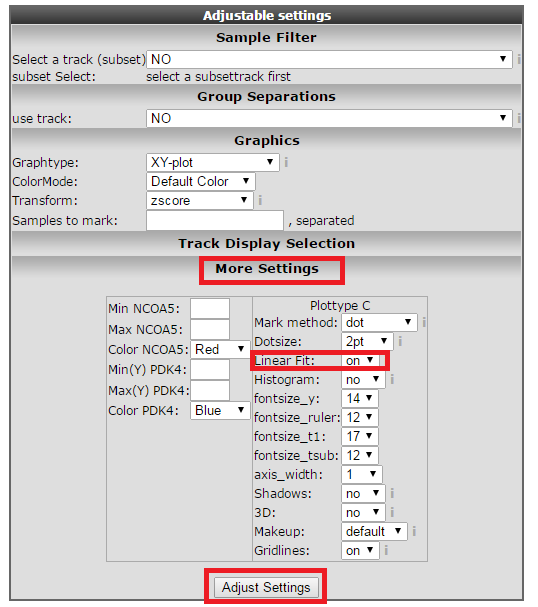 Adjustable settings
Sample Filter
Select a track (subset) NO i
subset Select: select a subsettrack first
Group Separations
use track: NO i
Graphics
Graphtype: XY-plot i
ColorMode: Default Color
Transform: zscore i
Samples to mark: , separated
Track Display Selection
More Settings
Min NCOA5:
Max NCOA5:
Color NCOA5: Red
Min(Y) PDK4:
Max(Y) PDK4:
Color PDK4: Blue
Plottype C
Mark method: dot i
Dotsize: 2pt i
Linear Fit: on
Histogram: no i
fontsize_y: 14
fontsize_ruler: 12
fontsize_t1: 17
fontsize_tsub: 12
axis_width: 1
Shadows: no i
3D: no i
Makeup: default i
Gridlines: on i
Adjust Settings